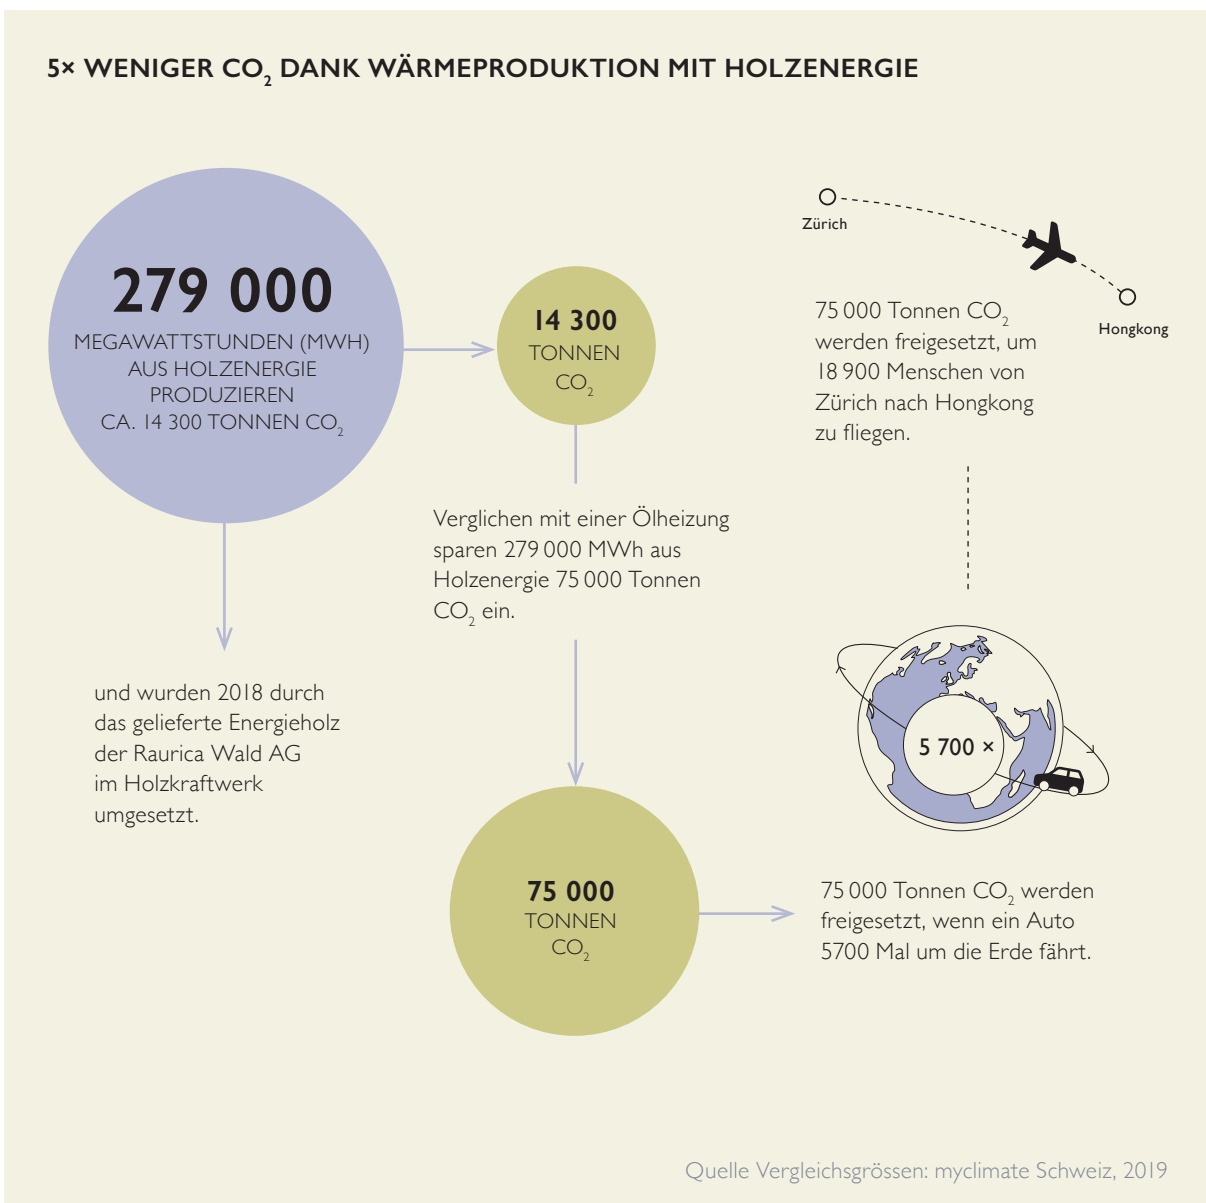 5× WENIGER CO₂ DANK WÄRMEPRODUKTION MIT HOLZENERGIE
279 000
MEGAWATTSTUNDEN (MWH)
AUS HOLZENERGIE
PRODUZIEREN
CA. 14 300 TONNEN CO₂
14 300
TONNEN
CO₂
Zürich
Hongkong
75 000 Tonnen CO₂
werden freigesetzt, um
18 900 Menschen von
Zürich nach Hongkong
zu fliegen.
Verglichen mit einer Ölheizung
sparen 279 000 MWh aus
Holzenergie 75 000 Tonnen
CO₂ ein.
und wurden 2018 durch
das gelieferte Energieholz
der Raurica Wald AG
im Holzkraftwerk
umgesetzt.
5 700 ×
75 000
TONNEN
CO₂
75 000 Tonnen CO₂ werden
freigesetzt, wenn ein Auto
5700 Mal um die Erde fährt.
Quelle Vergleichsgrössen: myclimate Schweiz, 2019